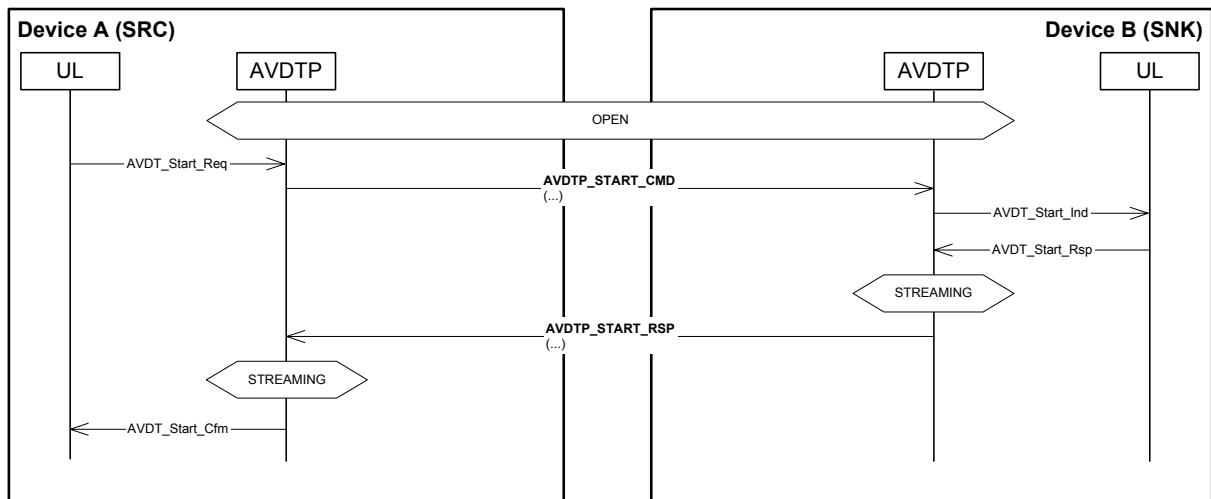 Device A (SRC)
Device B (SNK)
UL
AVDTP
AVDTP
UL
OPEN
AVDT_Start_Req
AVDTP_START_CMD
(...)
AVDT_Start_Ind
AVDT_Start_Rsp
STREAMING
AVDTP_START_RSP
(...)
STREAMING
AVDT_Start_Cfm